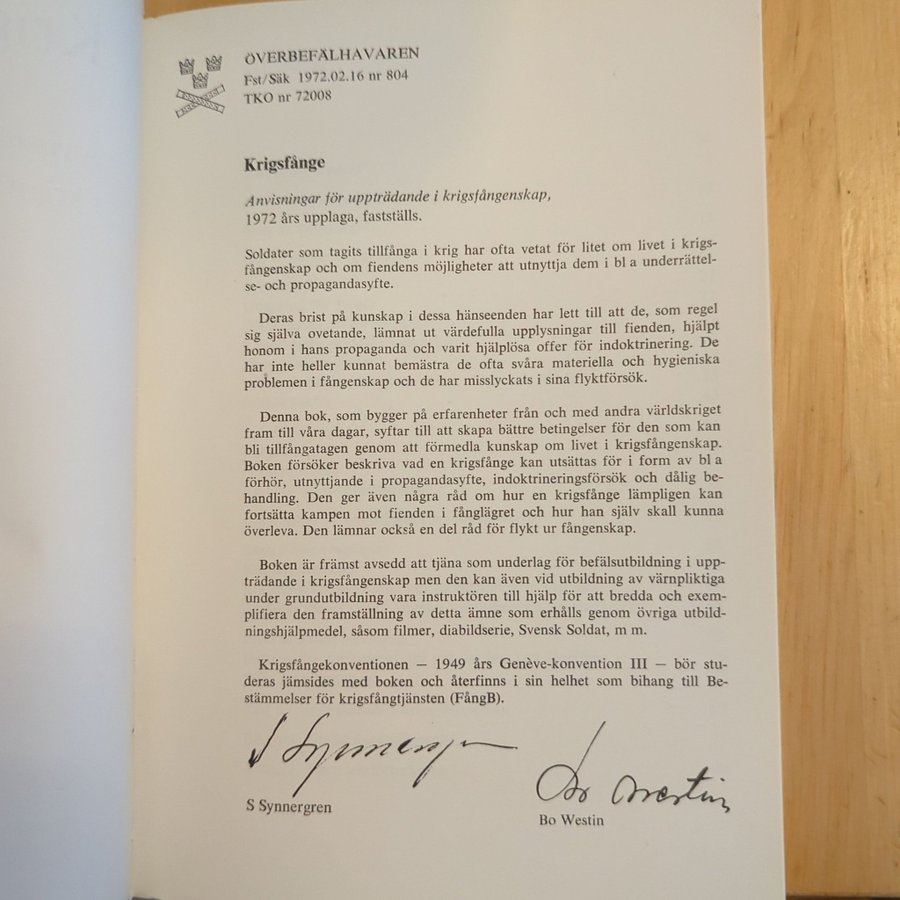 ÖVERBEFÄLHAVAREN
Fst/Säk 1972.02.16 nr 804
TKO nr 72008
Krigsfånge
Anvisningar för uppträdande i krigsfångenskap,
1972 års upplaga, fastställs.
Soldater som tagits tillfånga i krig har ofta vetat för litet om livet i krigs-
fångenskap och om fiendens möjligheter att utnyttja dem i bl a underrättel-
se- och propagandasyfte.
Deras brist på kunskap i dessa hänseenden har lett till att de, som regel
sig själva ovetande, lämnat ut värdefulla upplysningar till fienden, hjälpt
honom i hans propaganda och varit hjälplösa offer för indoktrinering. De
har inte heller kunnat bemästra de ofta svåra materiella och hygieniska
problemen i fångenskap och de har misslyckats i sina flyktförsök.
Denna bok, som bygger på erfarenheter från och med andra världskriget
fram till våra dagar, syftar till att skapa bättre betingelser för den som kan
bli tillfångatagen genom att förmedla kunskap om livet i krigsfångenskap.
Boken försöker beskriva vad en krigsfånge kan utsättas för i form av bl a
förhör, utnyttjande i propagandasyfte, indoktrineringsförsök och dålig be-
handling. Den ger även några råd om hur en krigsfånge lämpligen kan
fortsätta kampen mot fienden i fånglägret och hur han själv skall kunna
överleva. Den lämnar också en del råd för flykt ur fångenskap.
Boken är främst avsedd att tjäna som underlag för befälsutbildning i upp-
trädande i krigsfångenskap men den kan även vid utbildning av värnpliktiga
under grundutbildning vara instruktören till hjälp för att bredda och exem-
plifiera den framställning av detta ämne som erhålls genom övriga utbild-
ningshjälpmedel, såsom filmer, diabildserie, Svensk Soldat, m m.
Krigsfångekonventionen — 1949 års Genève-konvention III — bör stu-
deras jämsides med boken och återfinns i sin helhet som bihang till Be-
stämmelser för krigsfångtjänsten (FångB).
S Synnergren
Bo Westin
S Synnergren
Bo Westin